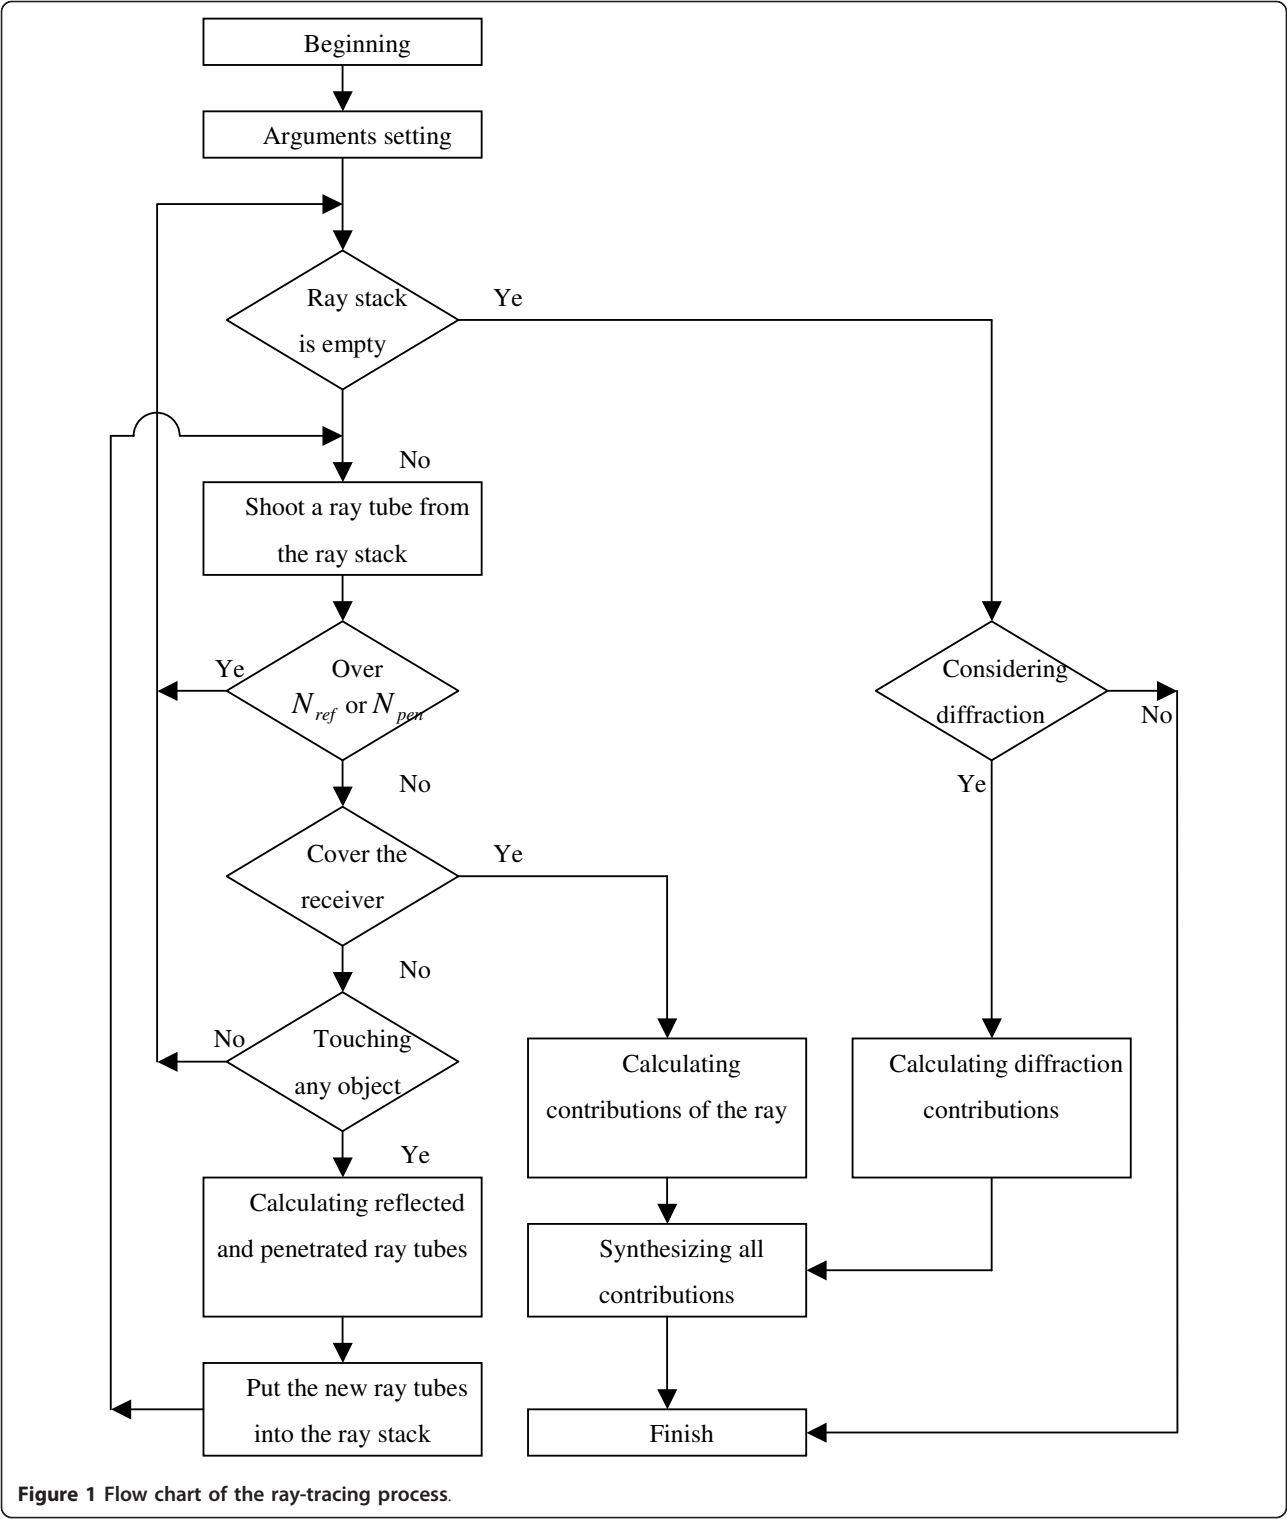 Beginning
Arguments setting
Ray stack
is empty
Ye
No
Shoot a ray tube from
the ray stack
Ye
Over
N_ref or N_pen
No
Considering
diffraction
No
Ye
Cover the
receiver
Ye
No
No
Touching
any object
Ye
Calculating
contributions of the ray
Calculating diffraction
contributions
Calculating reflected
and penetrated ray tubes
Synthesizing all
contributions
Put the new ray tubes
into the ray stack
Finish
Figure 1 Flow chart of the ray-tracing process.